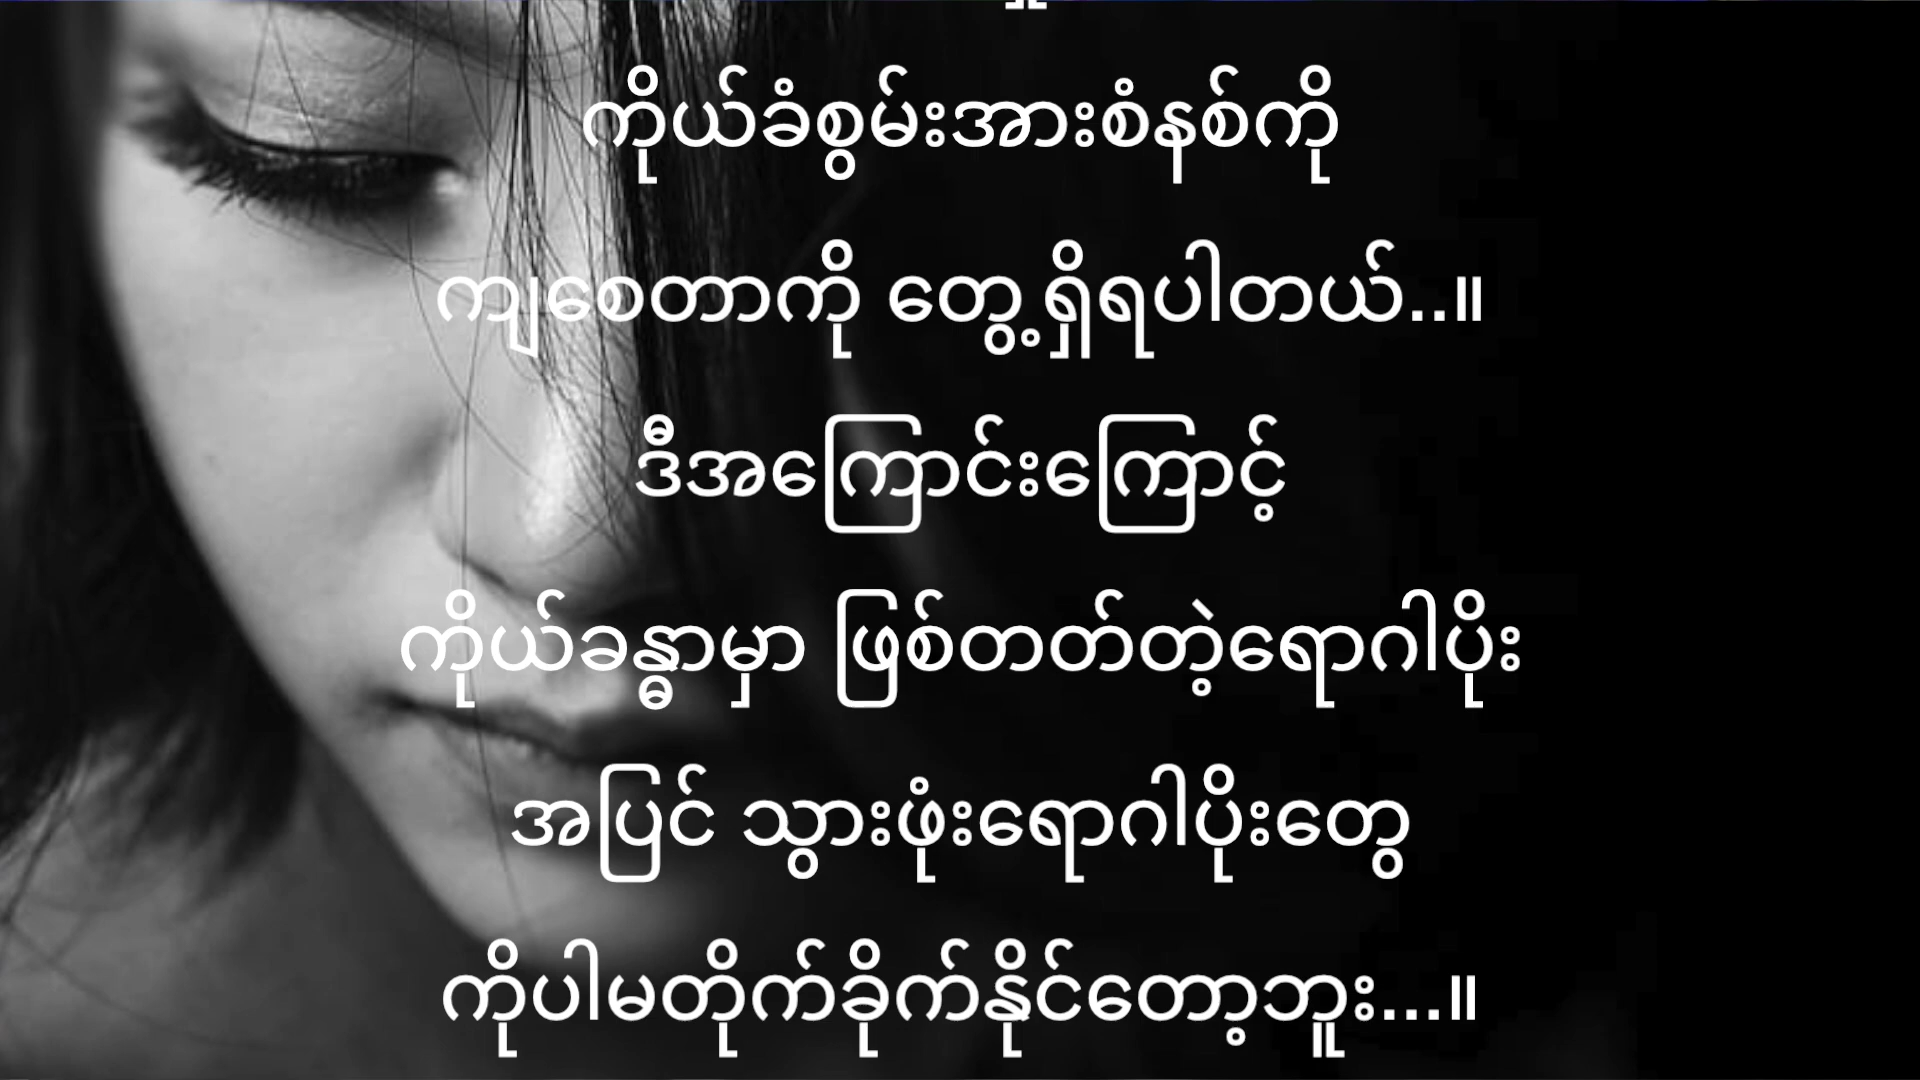 ကိုယ်ခံစွမ်းအားစံနစ်ကို
ကျစေတာကို တွေ့ရှိရပါတယ်..။
ဒီအကြောင်းကြောင့်
ကိုယ်ခန္ဓာမှာ ဖြစ်တတ်တဲ့ရောဂါပိုး
အပြင် သွားဖုံးရောဂါပိုးတွေ
ကိုပါမတိုက်ခိုက်နိုင်တော့ဘူး...။